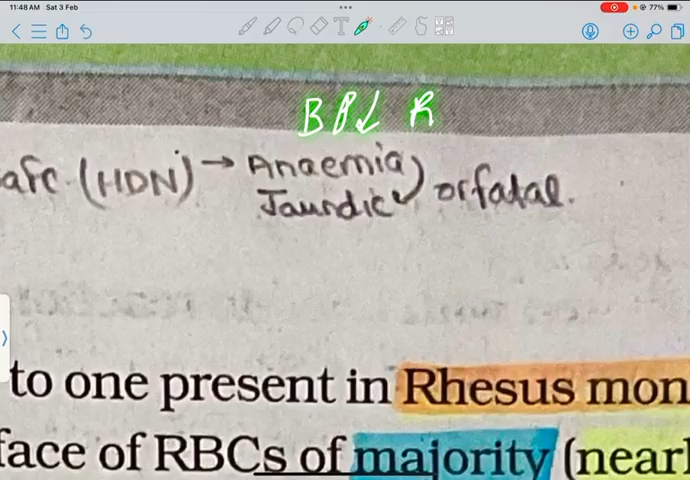 11:48 AM Sat 3 Feb
77%
BP↓ R
afc. (HDN) → Anaemia
Jaundice or fatal.
to one present in Rhesus mon
face of RBCs of majority (nearl